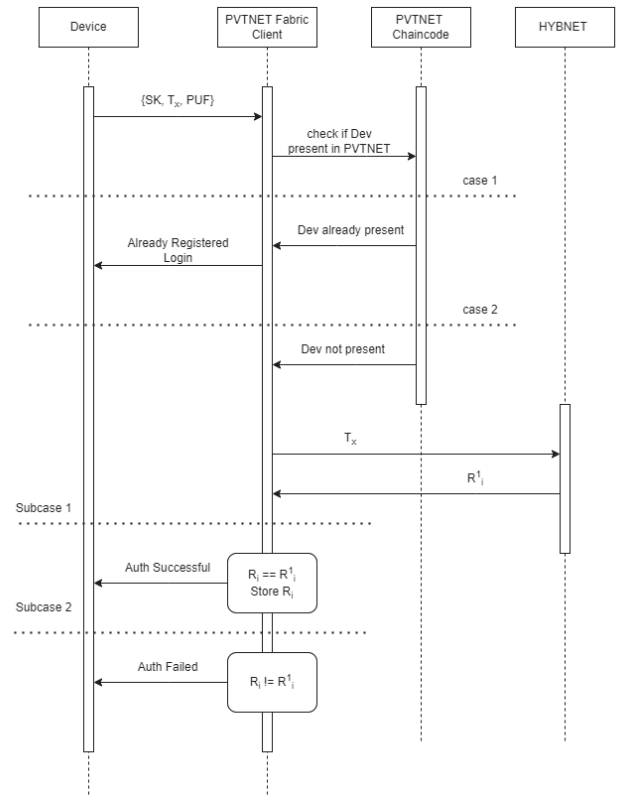 Device
PVTNET Fabric
Client
PVTNET
Chaincode
HYBNET
{SK, Tₓ, PUF}
check if Dev
present in PVTNET
case 1
Dev already present
Already Registered
Login
case 2
Dev not present
Tₓ
R¹ᵢ
Subcase 1
Auth Successful
Rᵢ == R¹ᵢ
Store Rᵢ
Subcase 2
Auth Failed
Rᵢ != R¹ᵢ